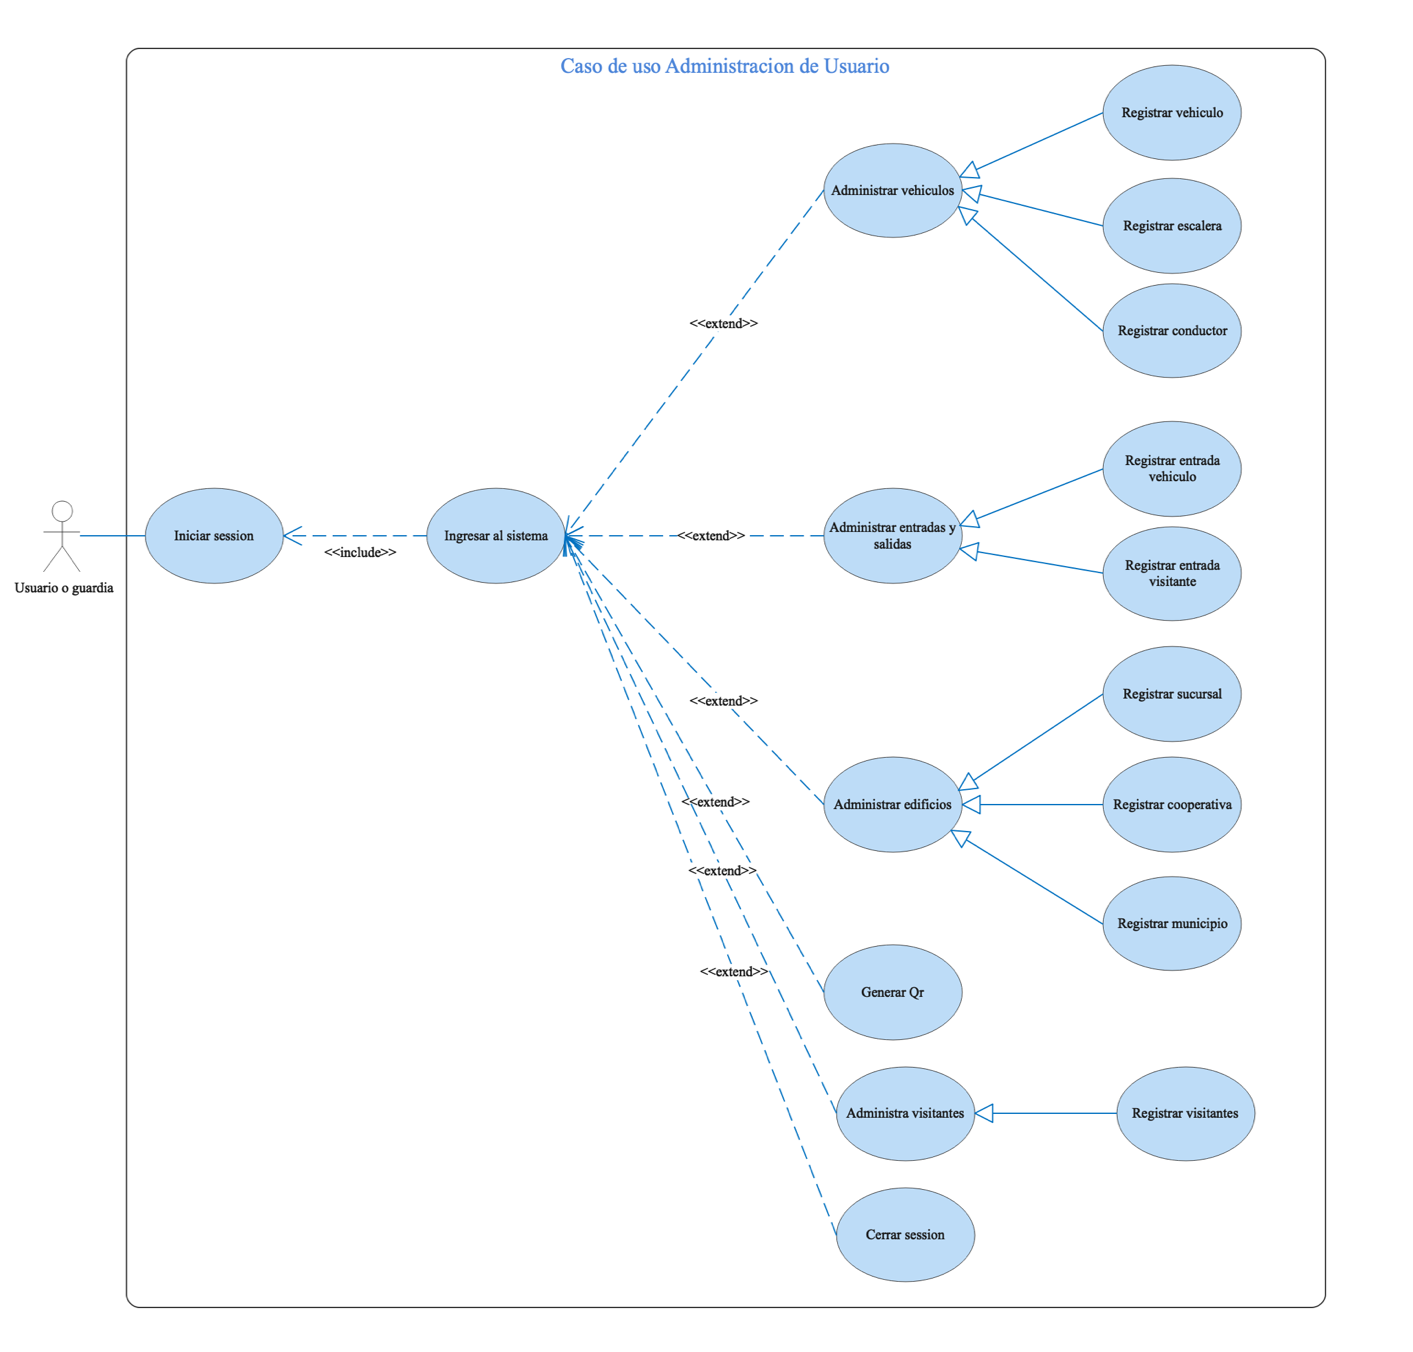 Caso de uso Administracion de Usuario
Registrar vehiculo
Administrar vehiculos
Registrar escalera
<<extend>>
Registrar conductor
Registrar entrada
vehiculo
Usuario o guardia
Iniciar session
<<include>>
Ingresar al sistema
<<extend>>
Administrar entradas y
salidas
Registrar entrada
visitante
Registrar sucursal
<<extend>>
Administrar edificios
Registrar cooperativa
<<extend>>
<<extend>>
Registrar municipio
<<extend>>
Generar Qr
Administra visitantes
Registrar visitantes
Cerrar session